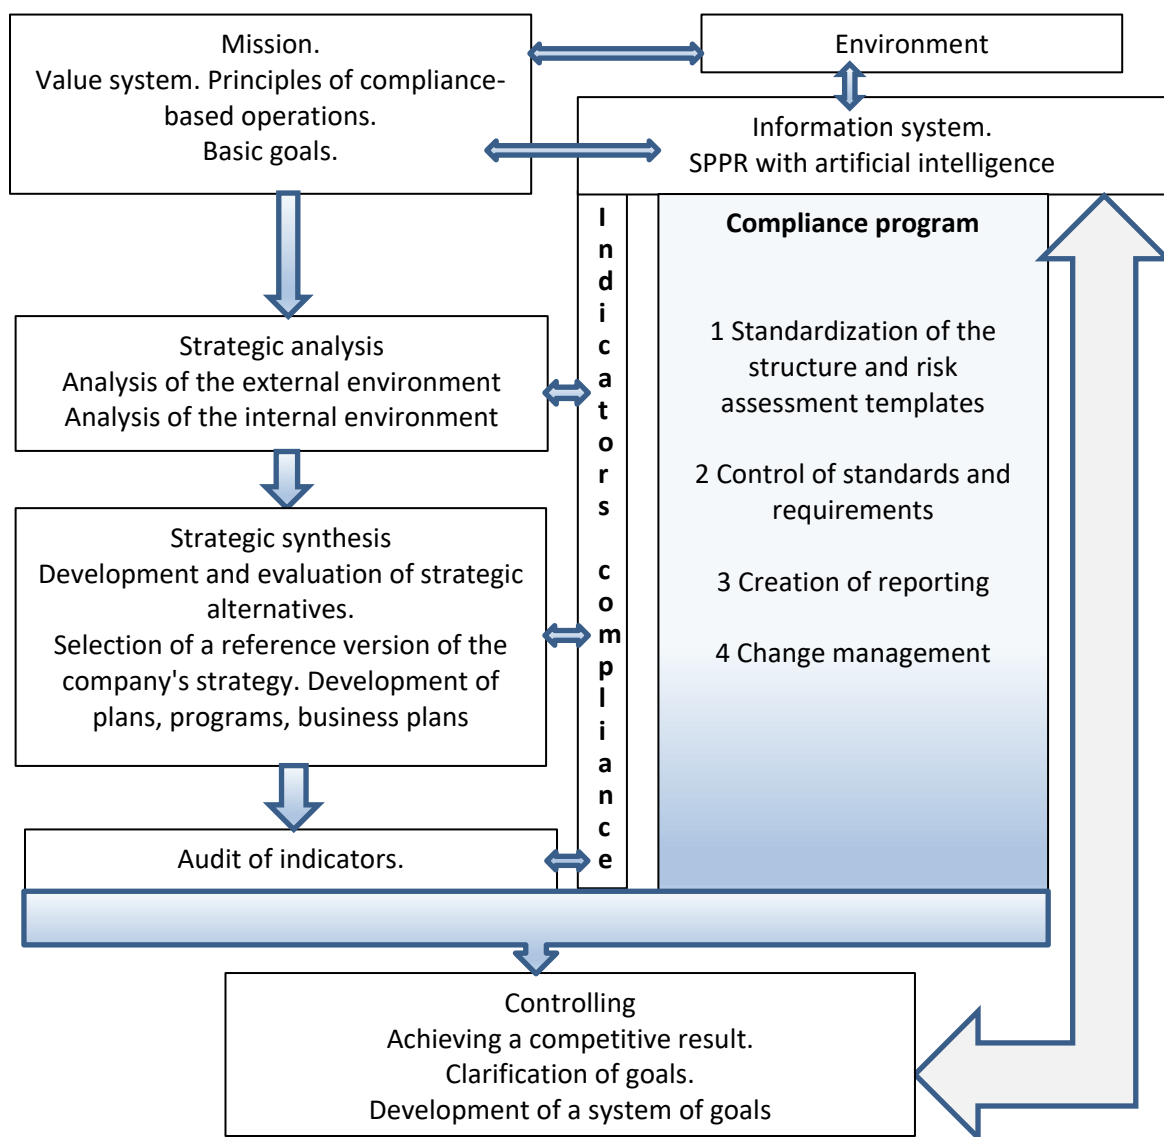 Mission.
Value system. Principles of compliance-
based operations.
Basic goals.
Environment
Information system.
SPPR with artificial intelligence
Indicators compliance
Compliance program
1 Standardization of the
structure and risk
assessment templates
2 Control of standards and
requirements
3 Creation of reporting
4 Change management
Strategic analysis
Analysis of the external environment
Analysis of the internal environment
Strategic synthesis
Development and evaluation of strategic
alternatives.
Selection of a reference version of the
company's strategy. Development of
plans, programs, business plans
Audit of indicators.
Controlling
Achieving a competitive result.
Clarification of goals.
Development of a system of goals